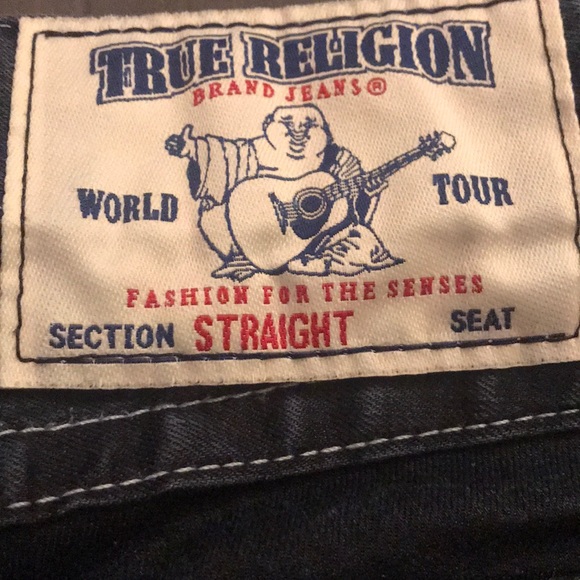 TRUE RELIGION
BRAND JEANS®
WORLD TOUR
FASHION FOR THE SENSES
SECTION STRAIGHT SEAT